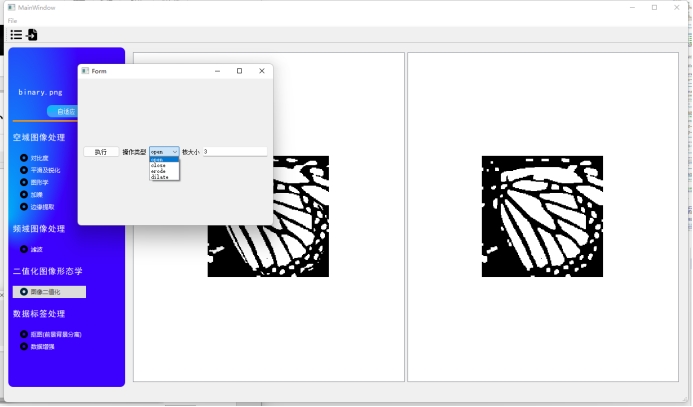 MainWindow
File
binary.png
自适应
空域图像处理
对比度
平滑及锐化
图形学
加噪
边缘提取
频域图像处理
滤波
二值化图像形态学
图像二值化
数据标签处理
抠图(前景背景分离)
数据增强
Form
执行 操作类型 open 核大小 3
open
close
erode
dilate